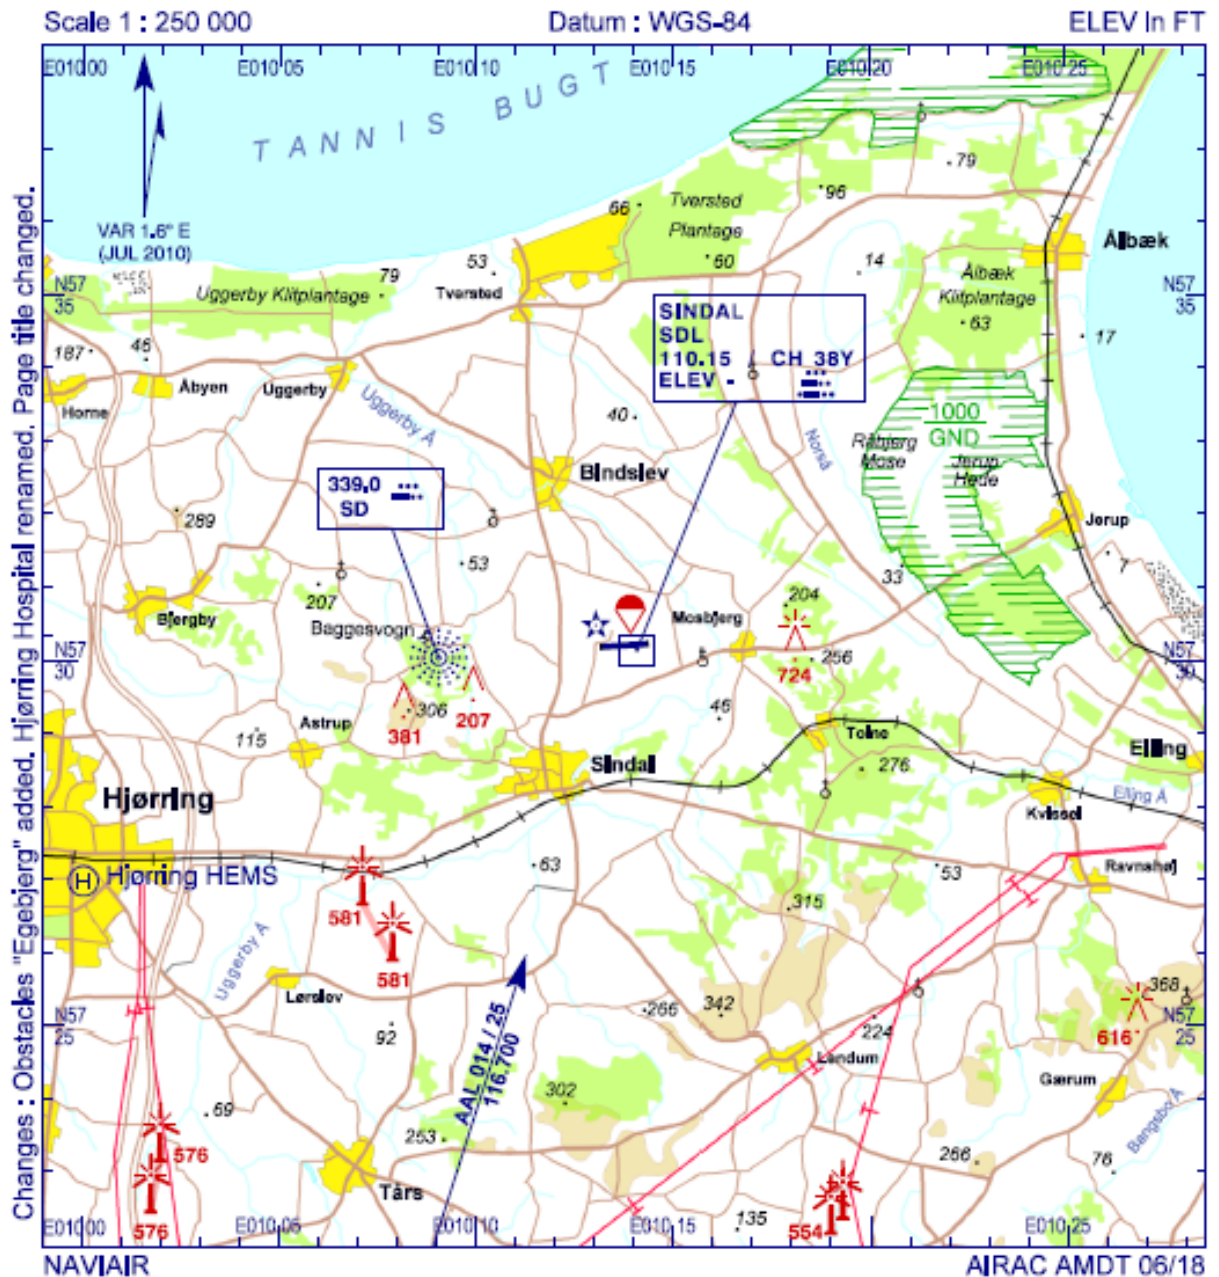 Scale 1 : 250 000 Datum : WGS-84 ELEV in FT
E010.00 E010.05 E010.10 E010.15 E010.20 E010.25
TANNIS BUGT
VAR 1.6° E
(JUL 2010)
79
96
66
Tversted
Plantage
60
14
Ålbæk
53
79
Tversted
Uggerby Klitplantage
N57
35
N57
35
Ålbæk
Klitplantage
63
17
SINDAL
SDL
110.15 CH 38Y
ELEV -
187
46
Åbyen
Uggerby
Horne
Uggerby Å
40
1000
GND
Råbjerg
Mose
Jerup
Hede
Norså
Bindslev
339.0
SD
289
53
Jerup
7
33
207
204
Bjergby
Baggesvogn
Mosbjerg
N57
30
N57
30
256
724
306
381
207
46
Astrup
115
Tolne
Elling
Sindal
276
Elling Å
Hjørring
Kvissel
63
53
Ravnshøj
H
Hjørring HEMS
581
315
581
Uggerby Å
Lørslev
266
342
368
N57
25
N57
25
92
224
616
AAL 014 / 25
116.700
Lendum
Gærum
302
69
253
Bangsbo Å
576
266
76
Tårs
576
135
554
E010.00 E010.05 E010.10 E010.15 E010.25
NAVIAIR AIRAC AMDT 06/18
Changes : Obstacles "Egebjerg" added. Hjørring Hospital renamed. Page title changed.